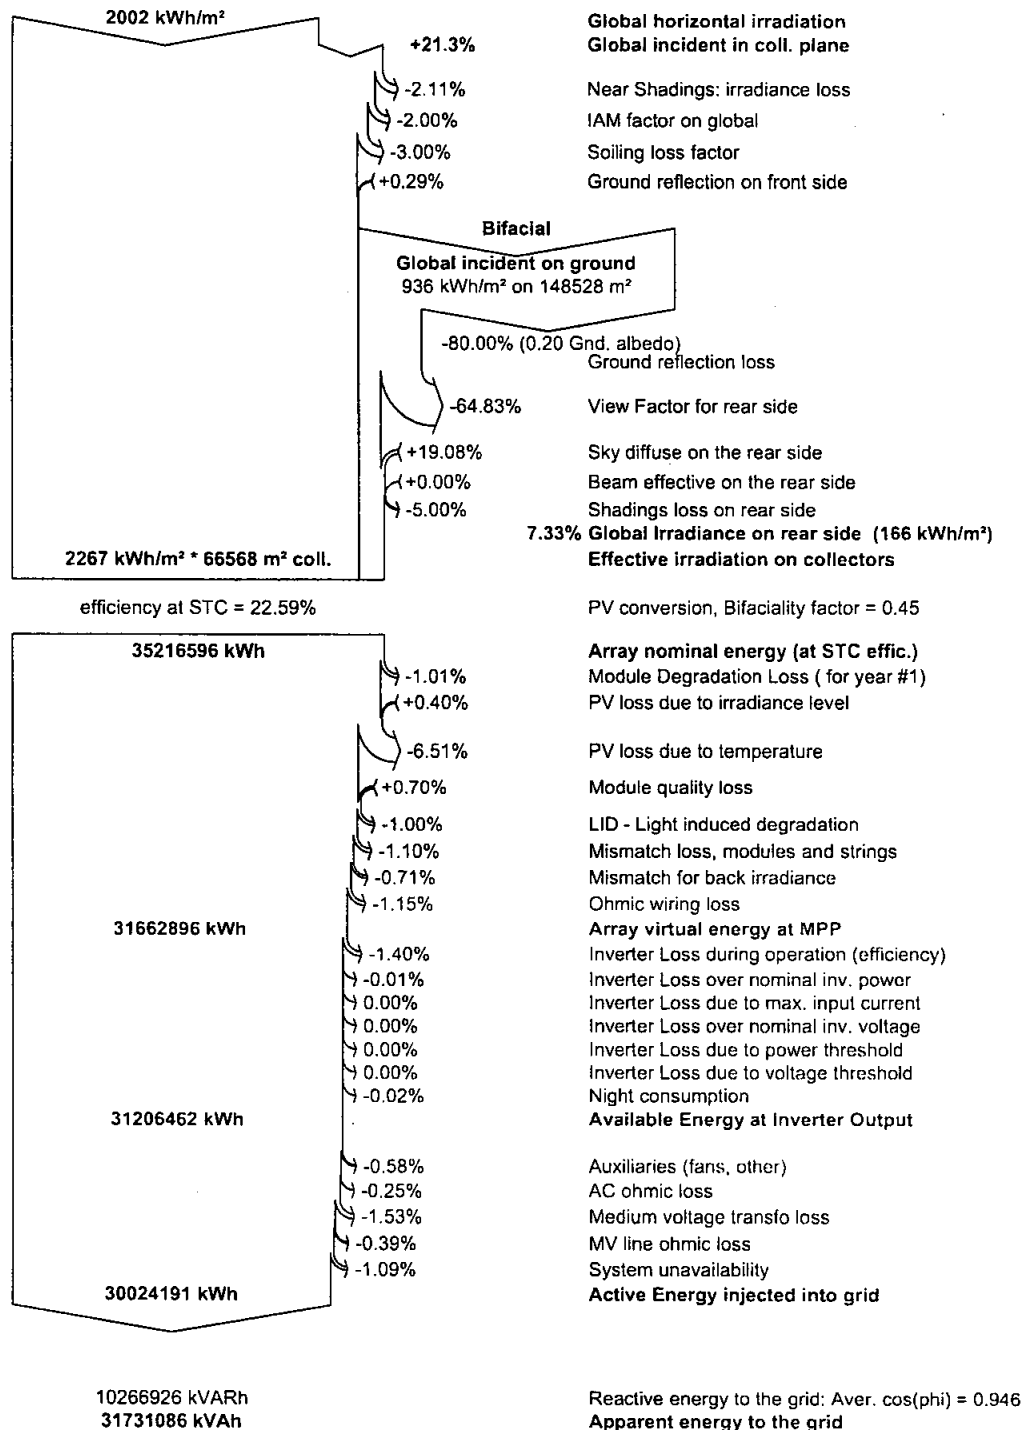 2002 kWh/m² Global horizontal irradiation
+21.3% Global incident in coll. plane
-2.11% Near Shadings: irradiance loss
-2.00% IAM factor on global
-3.00% Soiling loss factor
+0.29% Ground reflection on front side
Bifacial
Global incident on ground
936 kWh/m² on 148528 m²
-80.00% (0.20 Gnd. albedo)
Ground reflection loss
-64.83% View Factor for rear side
+19.08% Sky diffuse on the rear side
+0.00% Beam effective on the rear side
-5.00% Shadings loss on rear side
7.33% Global Irradiance on rear side (166 kWh/m²)
2267 kWh/m² * 66568 m² coll. Effective irradiation on collectors
efficiency at STC = 22.59% PV conversion, Bifaciality factor = 0.45
35216596 kWh Array nominal energy (at STC effic.)
-1.01% Module Degradation Loss ( for year #1)
+0.40% PV loss due to irradiance level
-6.51% PV loss due to temperature
+0.70% Module quality loss
-1.00% LID - Light induced degradation
-1.10% Mismatch loss, modules and strings
-0.71% Mismatch for back irradiance
-1.15% Ohmic wiring loss
31662896 kWh Array virtual energy at MPP
-1.40% Inverter Loss during operation (efficiency)
-0.01% Inverter Loss over nominal inv. power
0.00% Inverter Loss due to max. input current
0.00% Inverter Loss over nominal inv. voltage
0.00% Inverter Loss due to power threshold
0.00% Inverter Loss due to voltage threshold
-0.02% Night consumption
31206462 kWh Available Energy at Inverter Output
-0.58% Auxiliaries (fans, other)
-0.25% AC ohmic loss
-1.53% Medium voltage transfo loss
-0.39% MV line ohmic loss
-1.09% System unavailability
30024191 kWh Active Energy injected into grid
10266926 kVARh Reactive energy to the grid: Aver. cos(phi) = 0.946
31731086 kVAh Apparent energy to the grid